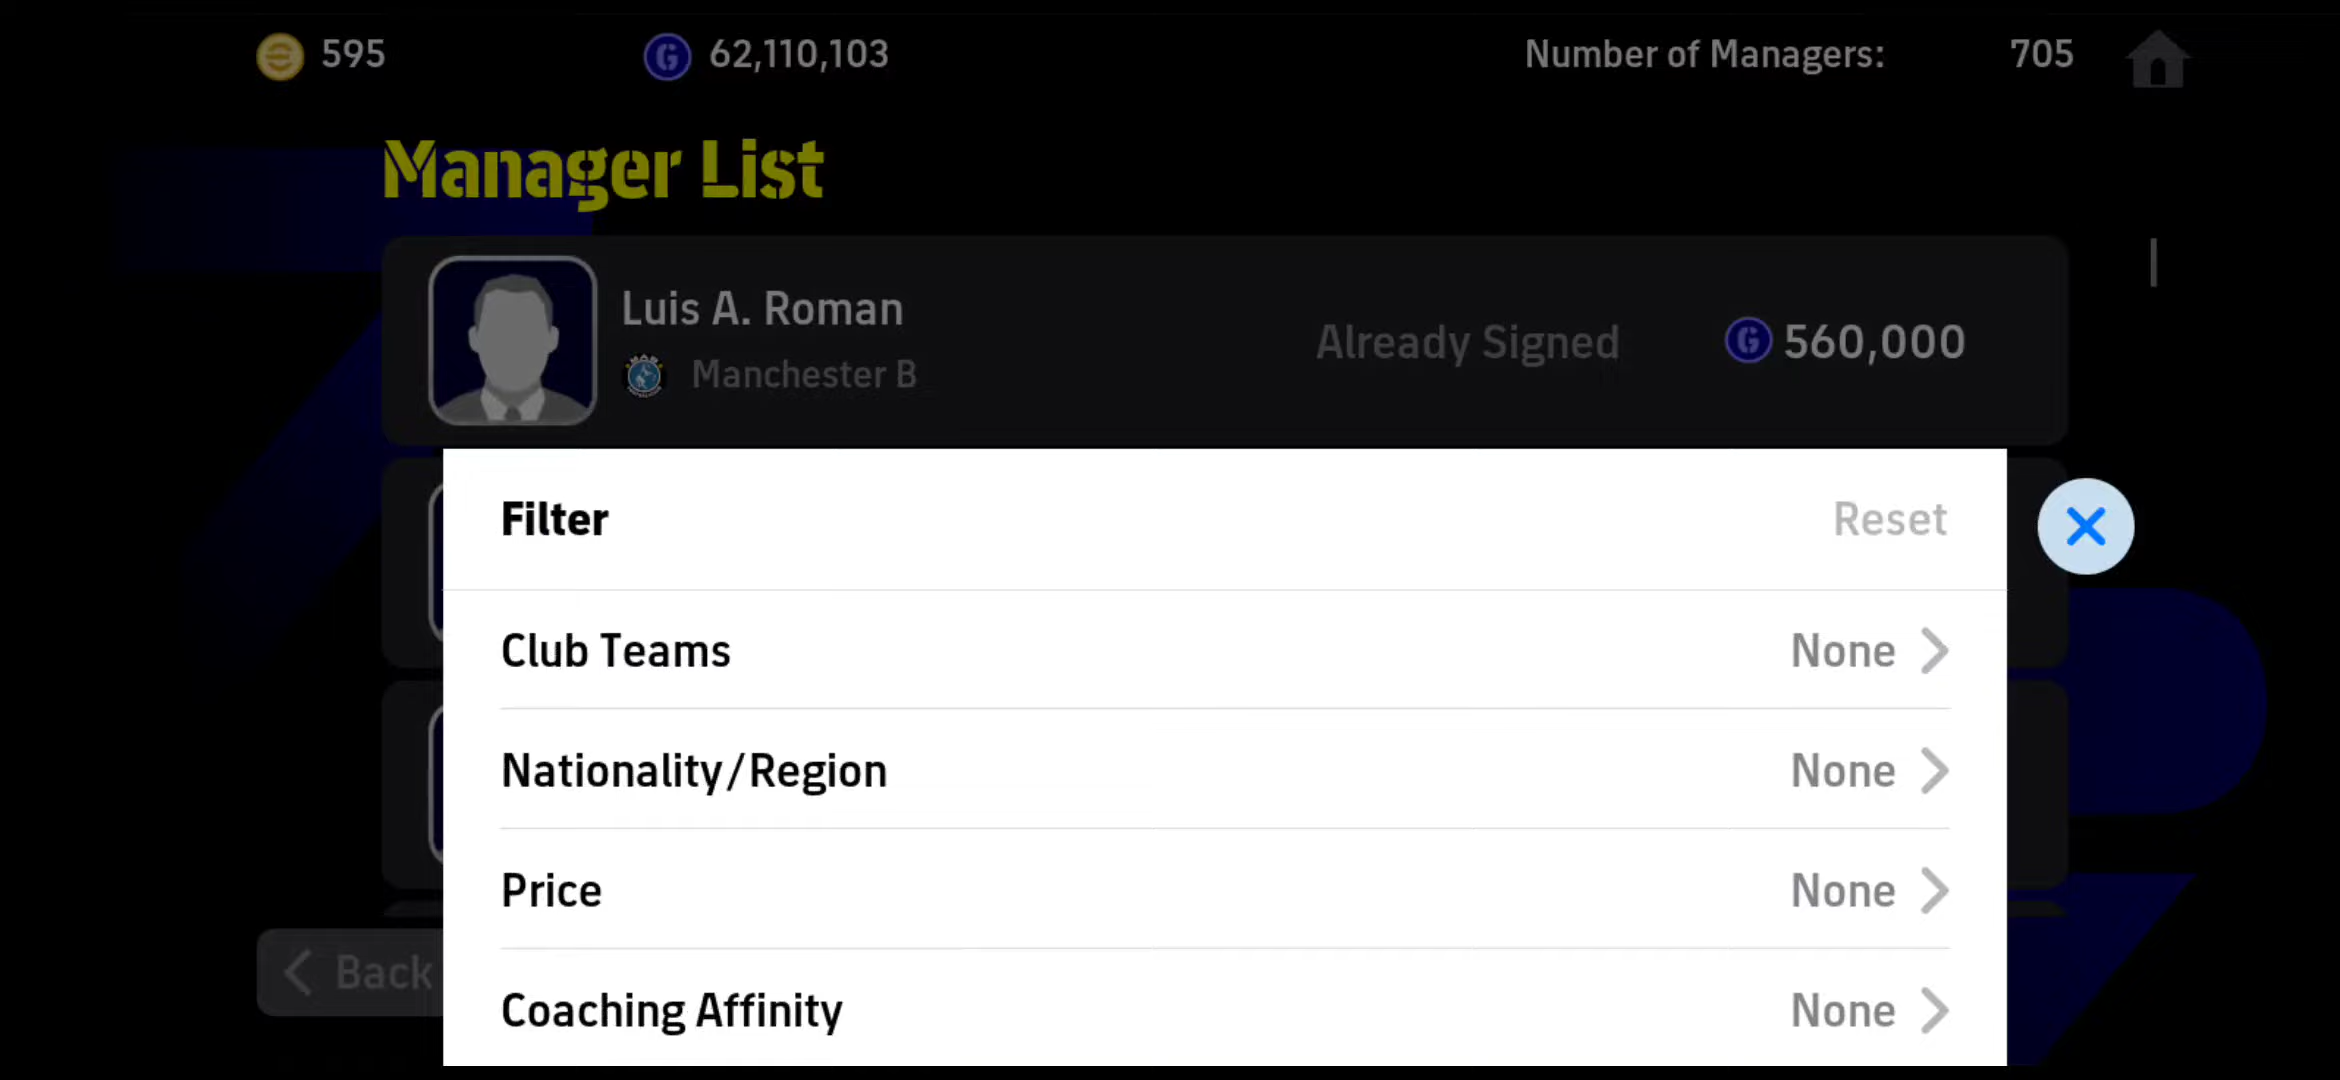 595
62,110,103
Number of Managers: 705
Manager List
Luis A. Roman
Manchester B
Already Signed
560,000
Filter
Reset
Club Teams
None
Nationality/Region
None
Price
None
Coaching Affinity
None
Back